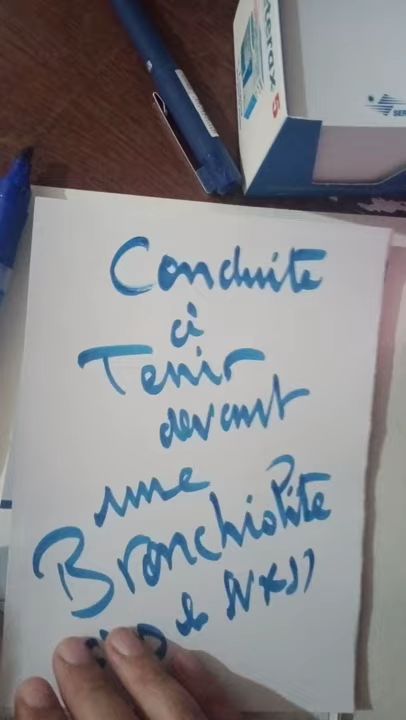 Conduite
à
Tenir
devant
une
Bronchiolite